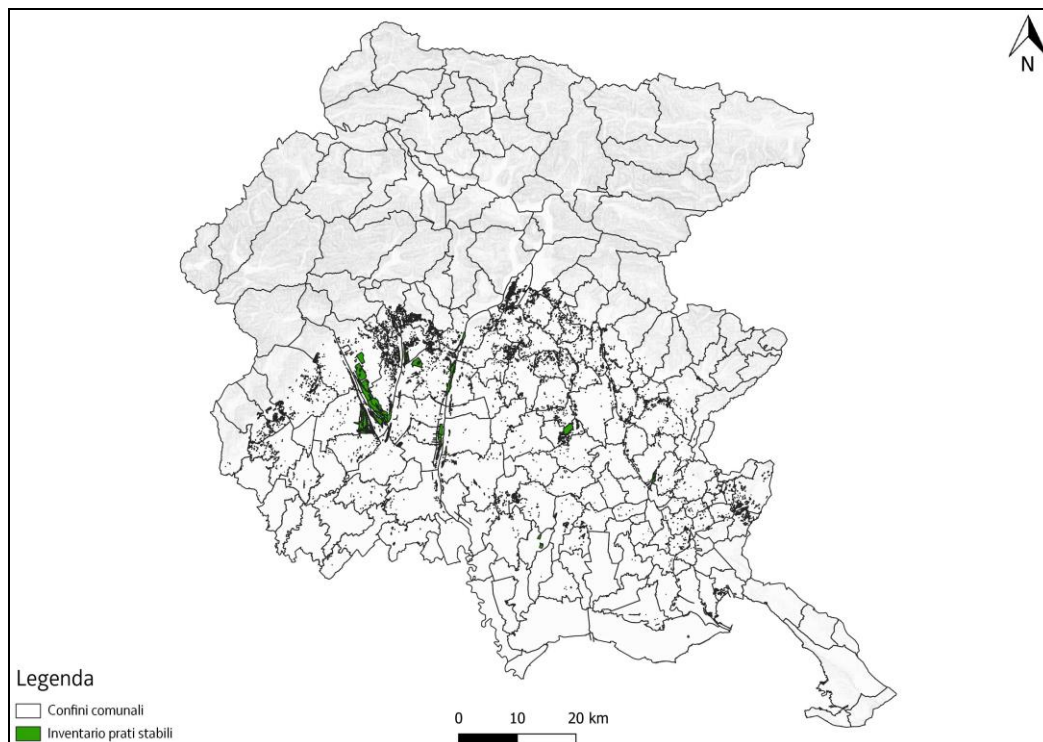 N
Legenda
Confini comunali
Inventario prati stabili
0 10 20 km